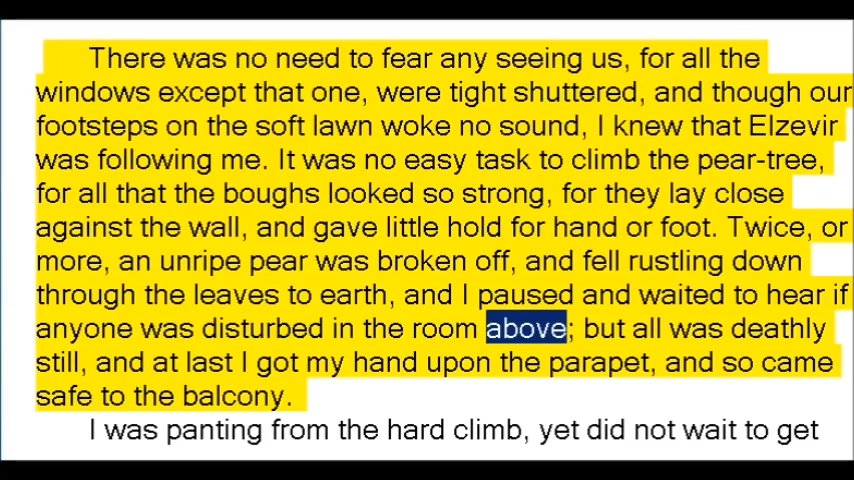 There was no need to fear any seeing us, for all the
windows except that one, were tight shuttered, and though our
footsteps on the soft lawn woke no sound, I knew that Elzevir
was following me. It was no easy task to climb the pear-tree,
for all that the boughs looked so strong, for they lay close
against the wall, and gave little hold for hand or foot. Twice, or
more, an unripe pear was broken off, and fell rustling down
through the leaves to earth, and I paused and waited to hear if
anyone was disturbed in the room above; but all was deathly
still, and at last I got my hand upon the parapet, and so came
safe to the balcony.
I was panting from the hard climb, yet did not wait to get